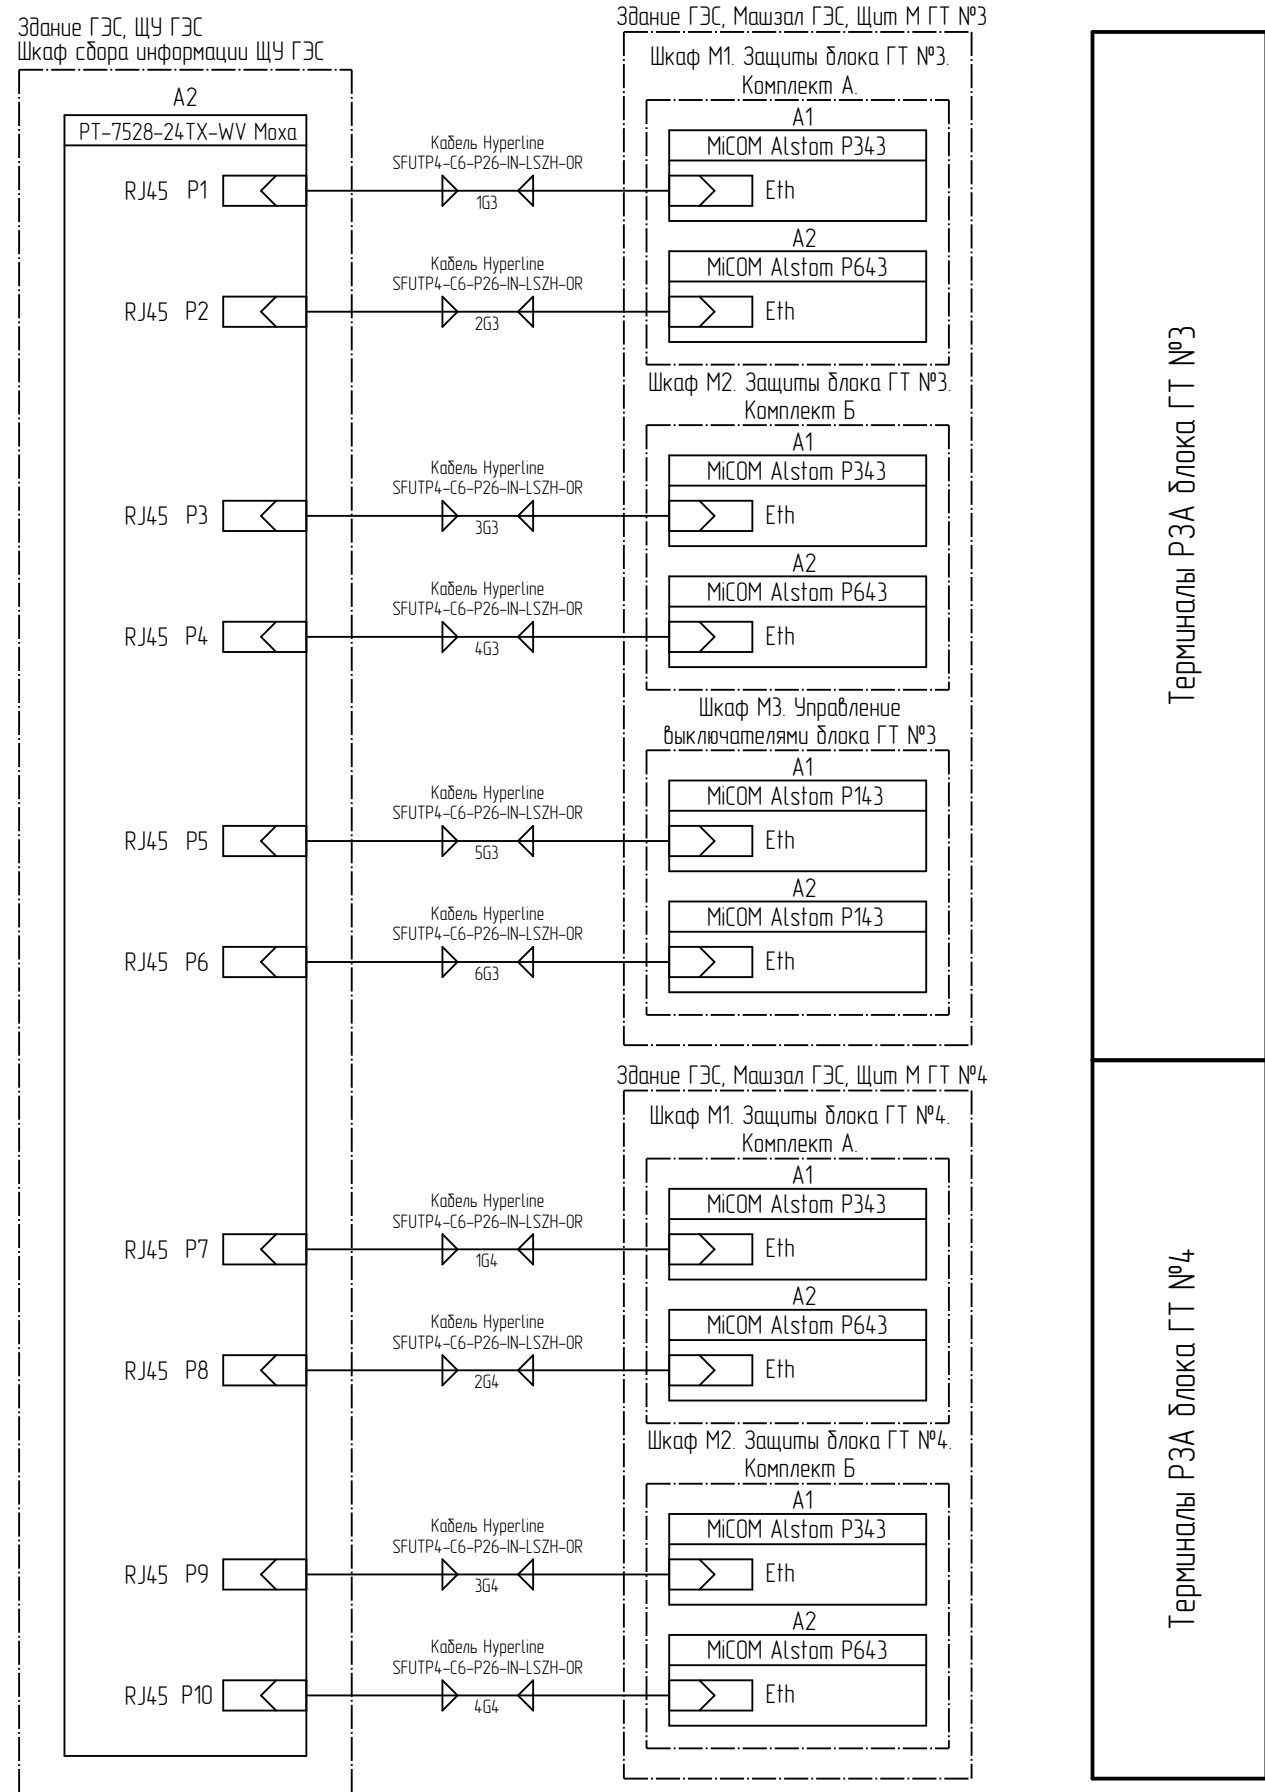 Здание ГЭС, ЩУ ГЭС
Шкаф сбора информации ЩУ ГЭС
A2
PT-7528-24TX-WV Moxa
RJ45 P1
RJ45 P2
RJ45 P3
RJ45 P4
RJ45 P5
RJ45 P6
RJ45 P7
RJ45 P8
RJ45 P9
RJ45 P10
Кабель Hyperline
SFUTP4-C6-P26-IN-LSZH-OR
1G3
Кабель Hyperline
SFUTP4-C6-P26-IN-LSZH-OR
2G3
Кабель Hyperline
SFUTP4-C6-P26-IN-LSZH-OR
3G3
Кабель Hyperline
SFUTP4-C6-P26-IN-LSZH-OR
4G3
Кабель Hyperline
SFUTP4-C6-P26-IN-LSZH-OR
5G3
Кабель Hyperline
SFUTP4-C6-P26-IN-LSZH-OR
6G3
Кабель Hyperline
SFUTP4-C6-P26-IN-LSZH-OR
1G4
Кабель Hyperline
SFUTP4-C6-P26-IN-LSZH-OR
2G4
Кабель Hyperline
SFUTP4-C6-P26-IN-LSZH-OR
3G4
Кабель Hyperline
SFUTP4-C6-P26-IN-LSZH-OR
4G4
Здание ГЭС, Машзал ГЭС, Щит М ГТ №3
Шкаф М1. Защиты блока ГТ №3.
Комплект А.
A1
MiCOM Alstom P343
Eth
A2
MiCOM Alstom P643
Eth
Шкаф М2. Защиты блока ГТ №3.
Комплект Б
A1
MiCOM Alstom P343
Eth
A2
MiCOM Alstom P643
Eth
Шкаф М3. Управление
выключателями блока ГТ №3
A1
MiCOM Alstom P143
Eth
A2
MiCOM Alstom P143
Eth
Здание ГЭС, Машзал ГЭС, Щит М ГТ №4
Шкаф М1. Защиты блока ГТ №4.
Комплект А.
A1
MiCOM Alstom P343
Eth
A2
MiCOM Alstom P643
Eth
Шкаф М2. Защиты блока ГТ №4.
Комплект Б
A1
MiCOM Alstom P343
Eth
A2
MiCOM Alstom P643
Eth
Терминалы РЗА блока ГТ №3
Терминалы РЗА блока ГТ №4